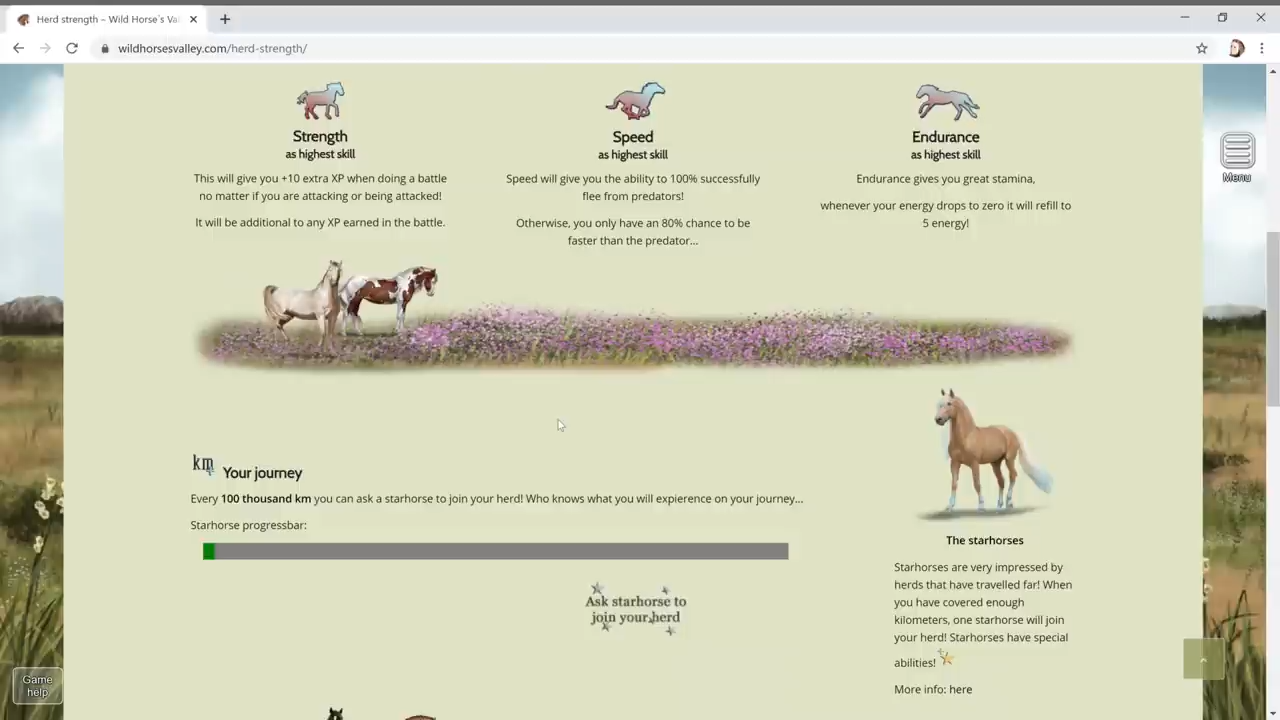 Herd strength – Wild Horse's Va
wildhorsesvalley.com/herd-strength/
Strength
as highest skill
This will give you +10 extra XP when doing a battle
no matter if you are attacking or being attacked!
It will be additional to any XP earned in the battle.
Speed
as highest skill
Speed will give you the ability to 100% successfully
flee from predators!
Otherwise, you only have an 80% chance to be
faster than the predator...
Endurance
as highest skill
Endurance gives you great stamina,
whenever your energy drops to zero it will refill to
5 energy!
Menu
km
Your journey
Every 100 thousand km you can ask a starhorse to join your herd! Who knows what you will expierence on your journey...
Starhorse progressbar:
Ask starhorse to
join your herd
The starhorses
Starhorses are very impressed by
herds that have travelled far! When
you have covered enough
kilometers, one starhorse will join
your herd! Starhorses have special
abilities!
More info: here
Game
help